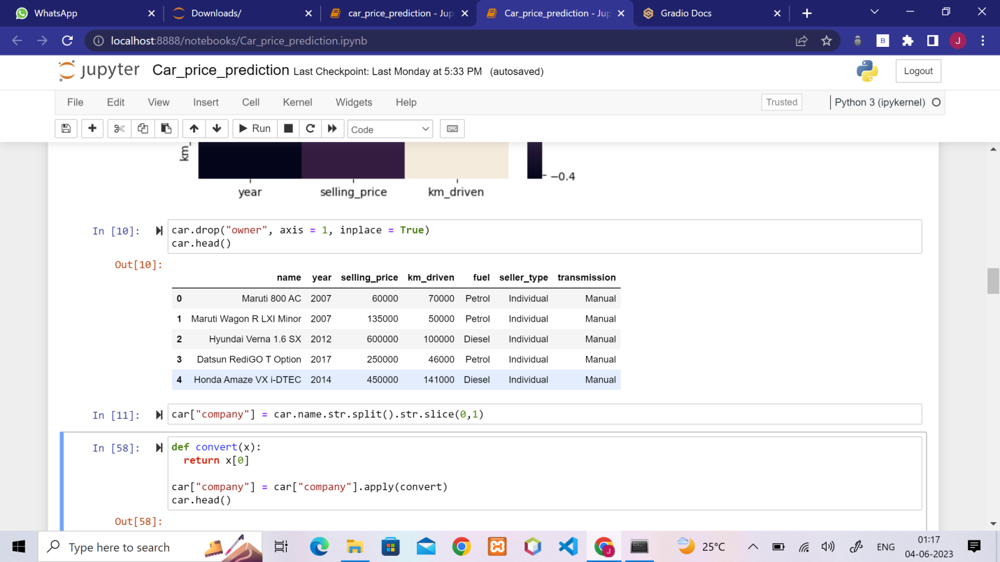 WhatsApp
Downloads/
car_price_prediction - Jup
Car_price_prediction - Jup
Gradio Docs
localhost:8888/notebooks/Car_price_prediction.ipynb
B
J
jupyter Car_price_prediction Last Checkpoint: Last Monday at 5:33 PM (autosaved)
Logout
File Edit View Insert Cell Kernel Widgets Help
Trusted
Python 3 (ipykernel)
Run
Code
km_
−0.4
year selling_price km_driven
In [10]: car.drop("owner", axis = 1, inplace = True)
car.head()
Out[10]:
name year selling_price km_driven fuel seller_type transmission
0 Maruti 800 AC 2007 60000 70000 Petrol Individual Manual
1 Maruti Wagon R LXI Minor 2007 135000 50000 Petrol Individual Manual
2 Hyundai Verna 1.6 SX 2012 600000 100000 Diesel Individual Manual
3 Datsun RediGO T Option 2017 250000 46000 Petrol Individual Manual
4 Honda Amaze VX i-DTEC 2014 450000 141000 Diesel Individual Manual
In [11]: car["company"] = car.name.str.split().str.slice(0,1)
In [58]: def convert(x):
return x[0]
car["company"] = car["company"].apply(convert)
car.head()
Out[58]:
Type here to search
J
25°C
ENG
01:17
04-06-2023